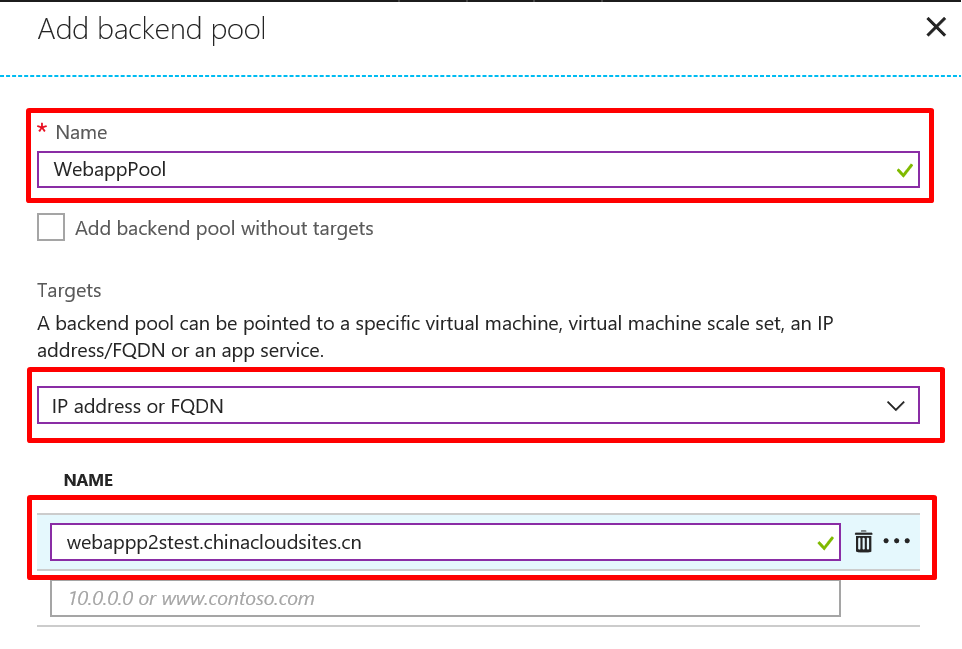 Add backend pool
* Name
WebappPool
Add backend pool without targets
Targets
A backend pool can be pointed to a specific virtual machine, virtual machine scale set, an IP
address/FQDN or an app service.
IP address or FQDN
NAME
webappp2stest.chinacloudsites.cn
10.0.0.0 or www.contoso.com